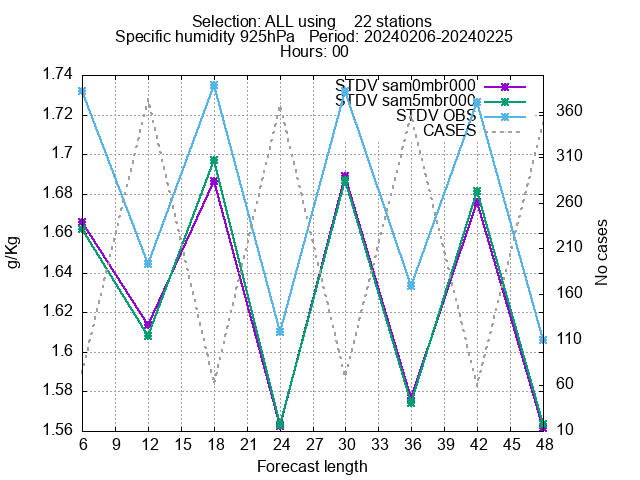 Selection: ALL using    22 stations
Specific humidity 925hPa   Period: 20240206-20240225
Hours: 00
STDV sam0mbr000
STDV sam5mbr000
STDV OBS
CASES
1.74
1.72
1.7
1.68
1.66
1.64
1.62
1.6
1.58
1.56
g/Kg
360
310
260
210
160
110
60
10
No cases
6 9 12 15 18 21 24 27 30 33 36 39 42 45 48
Forecast length